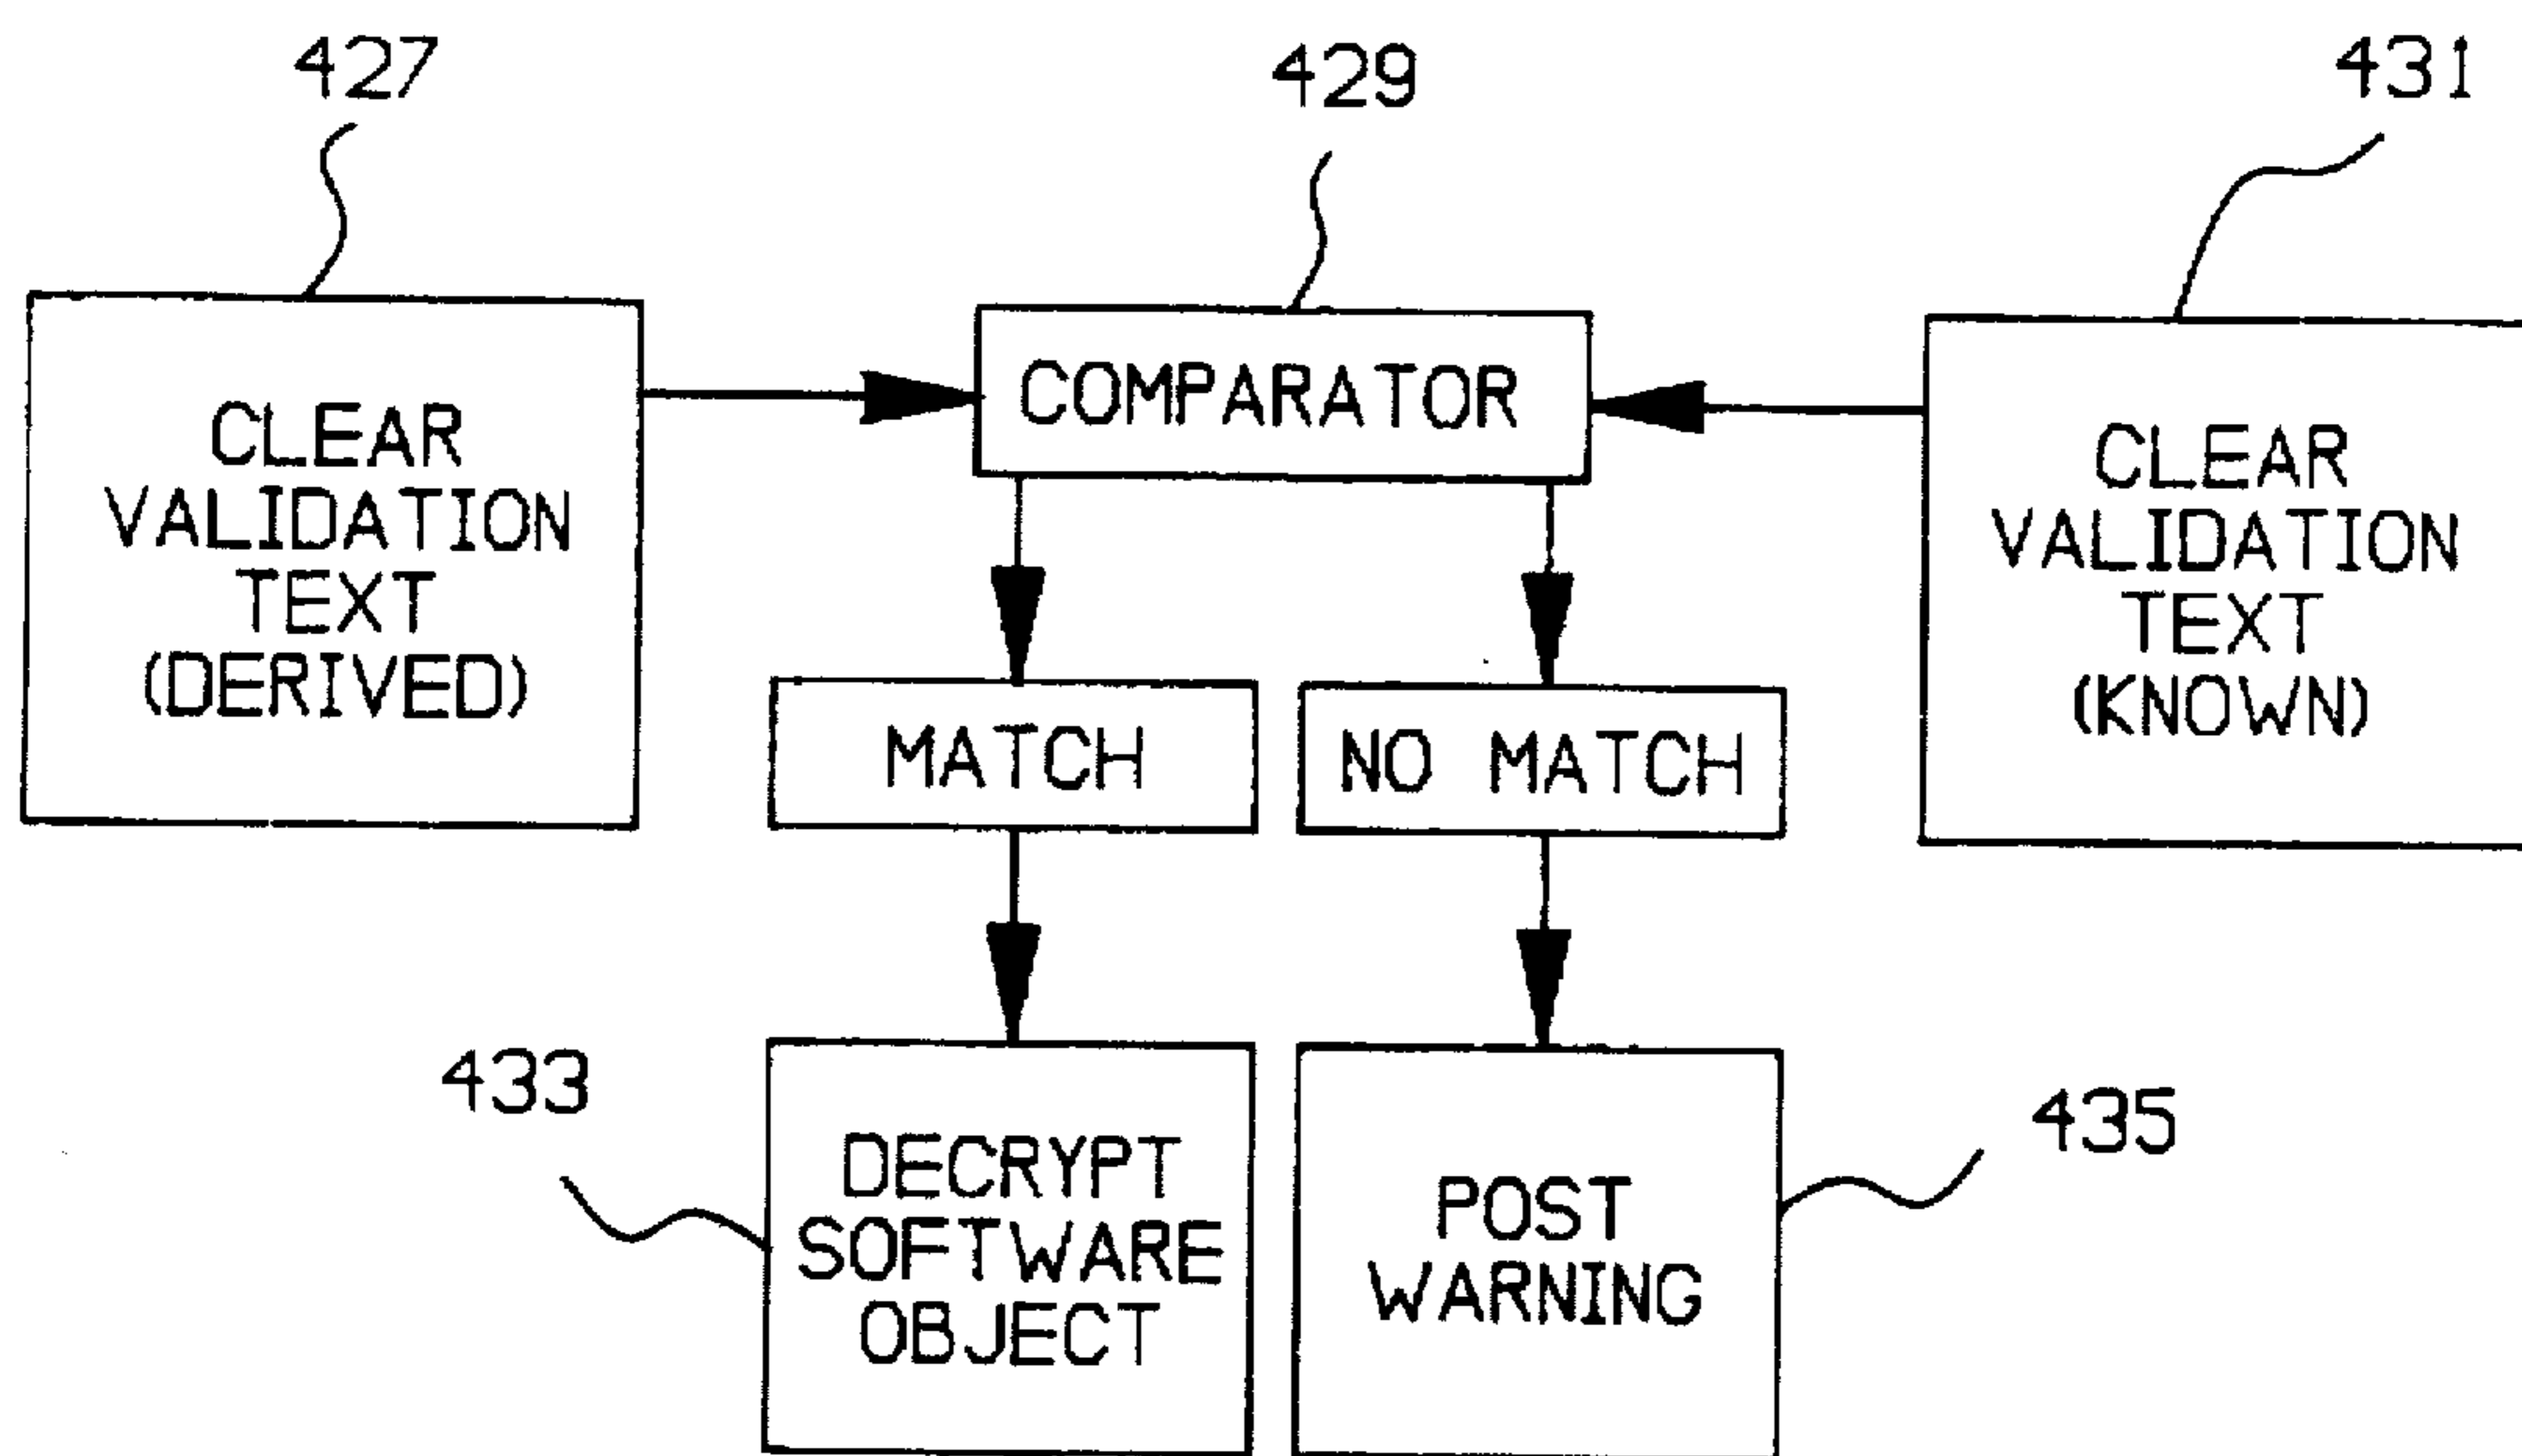 427
429
431
CLEAR
VALIDATION
TEXT
(DERIVED)
COMPARATOR
CLEAR
VALIDATION
TEXT
(KNOWN)
MATCH
NO MATCH
433
DECRYPT
SOFTWARE
OBJECT
POST
WARNING
435